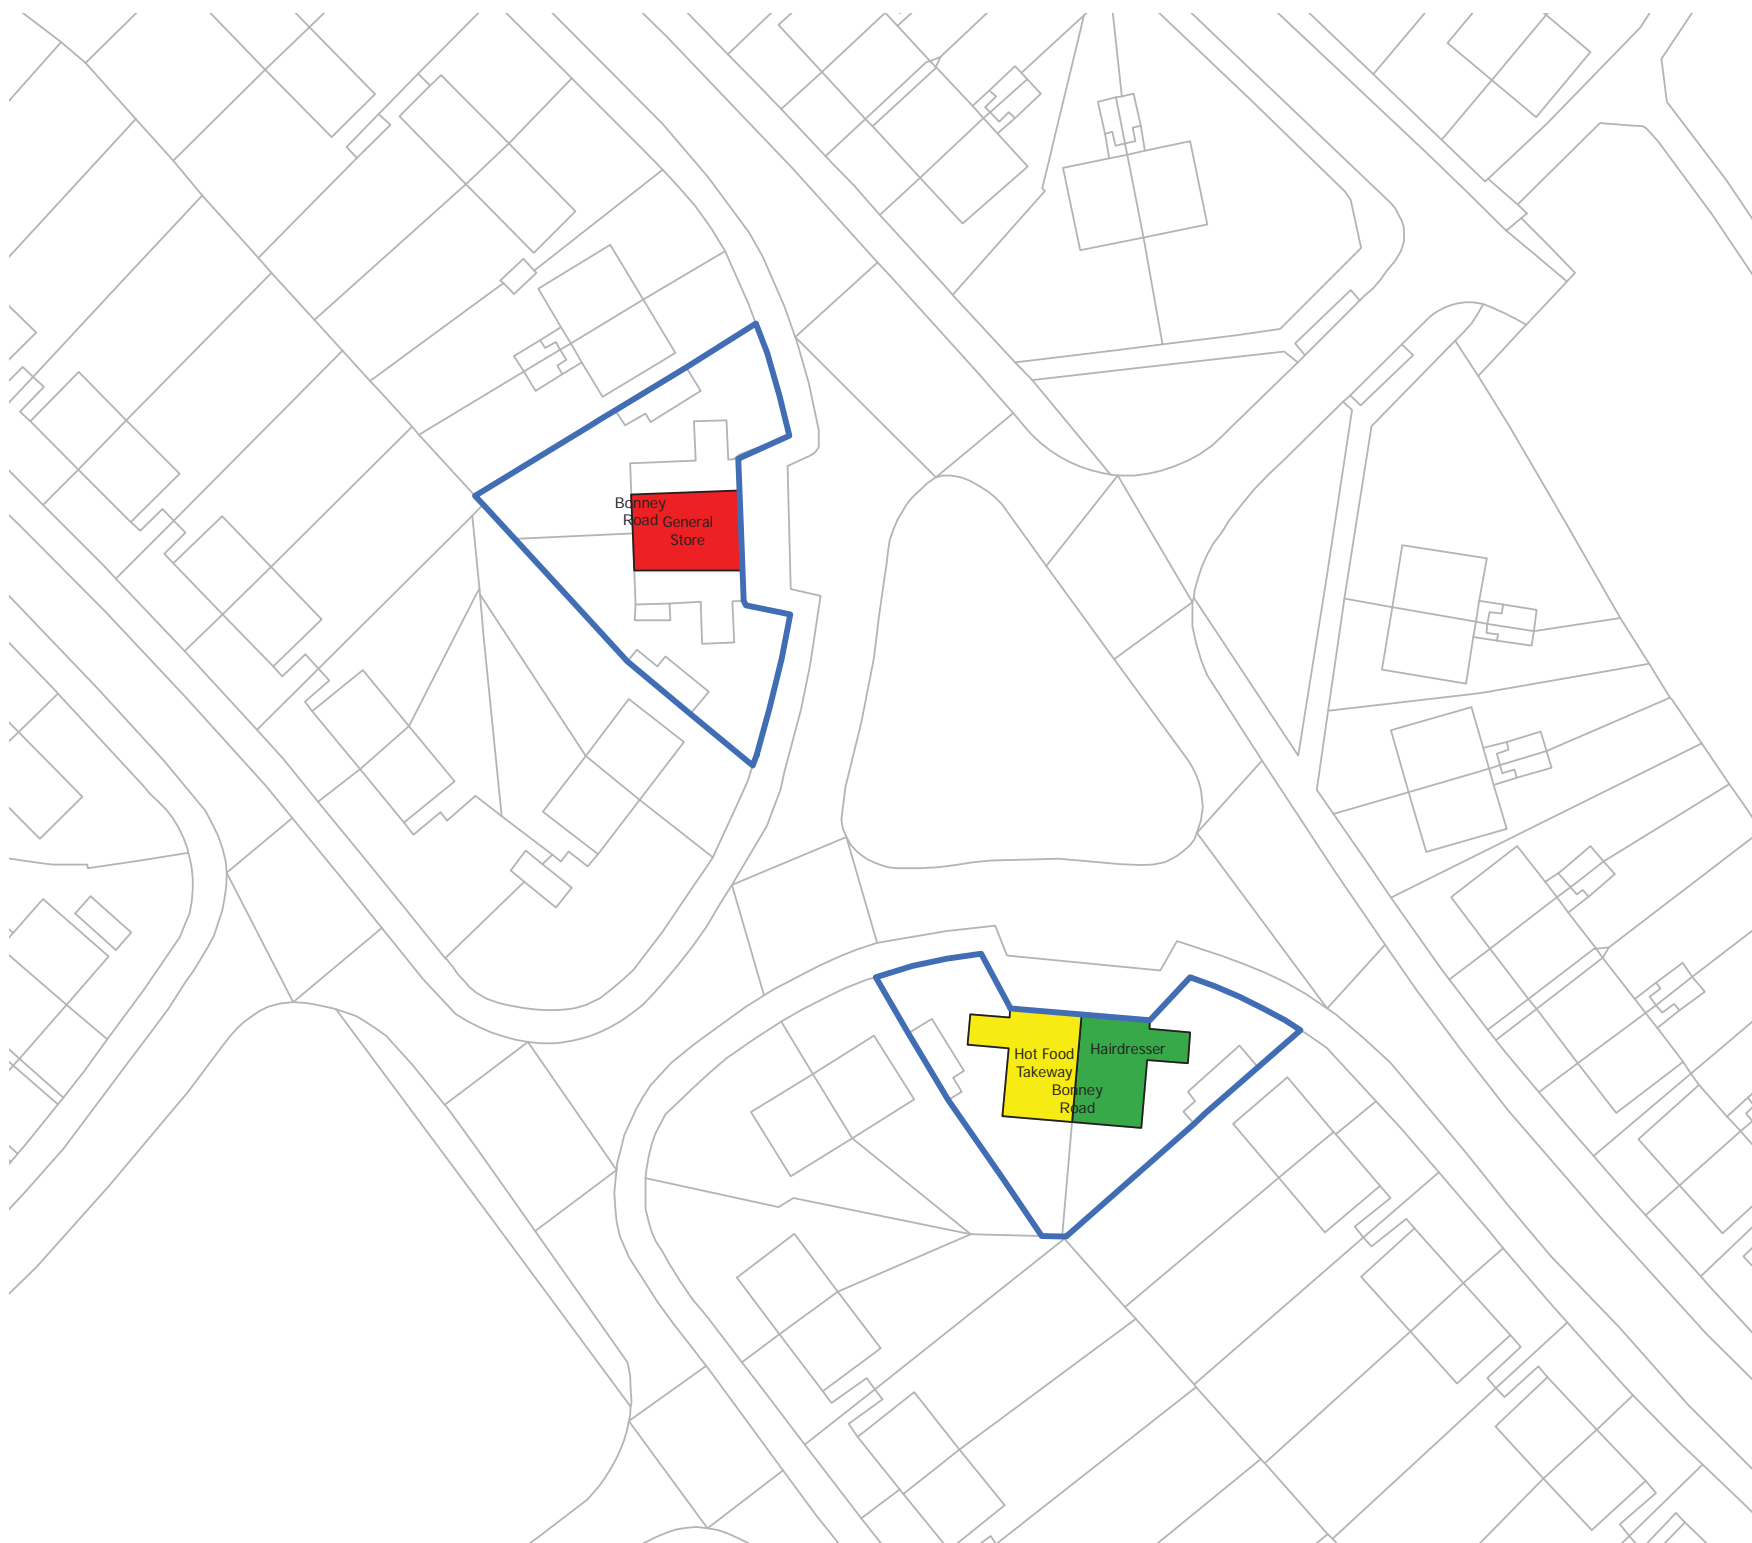 Bonney
Road
General
Store
Hot Food
Takeway
Hairdresser
Bonney
Road